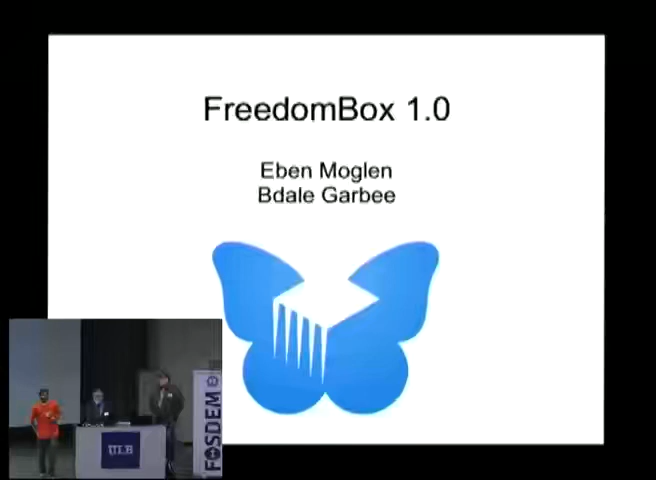 FreedomBox 1.0
Eben Moglen
Bdale Garbee
ULB
FOSDEM